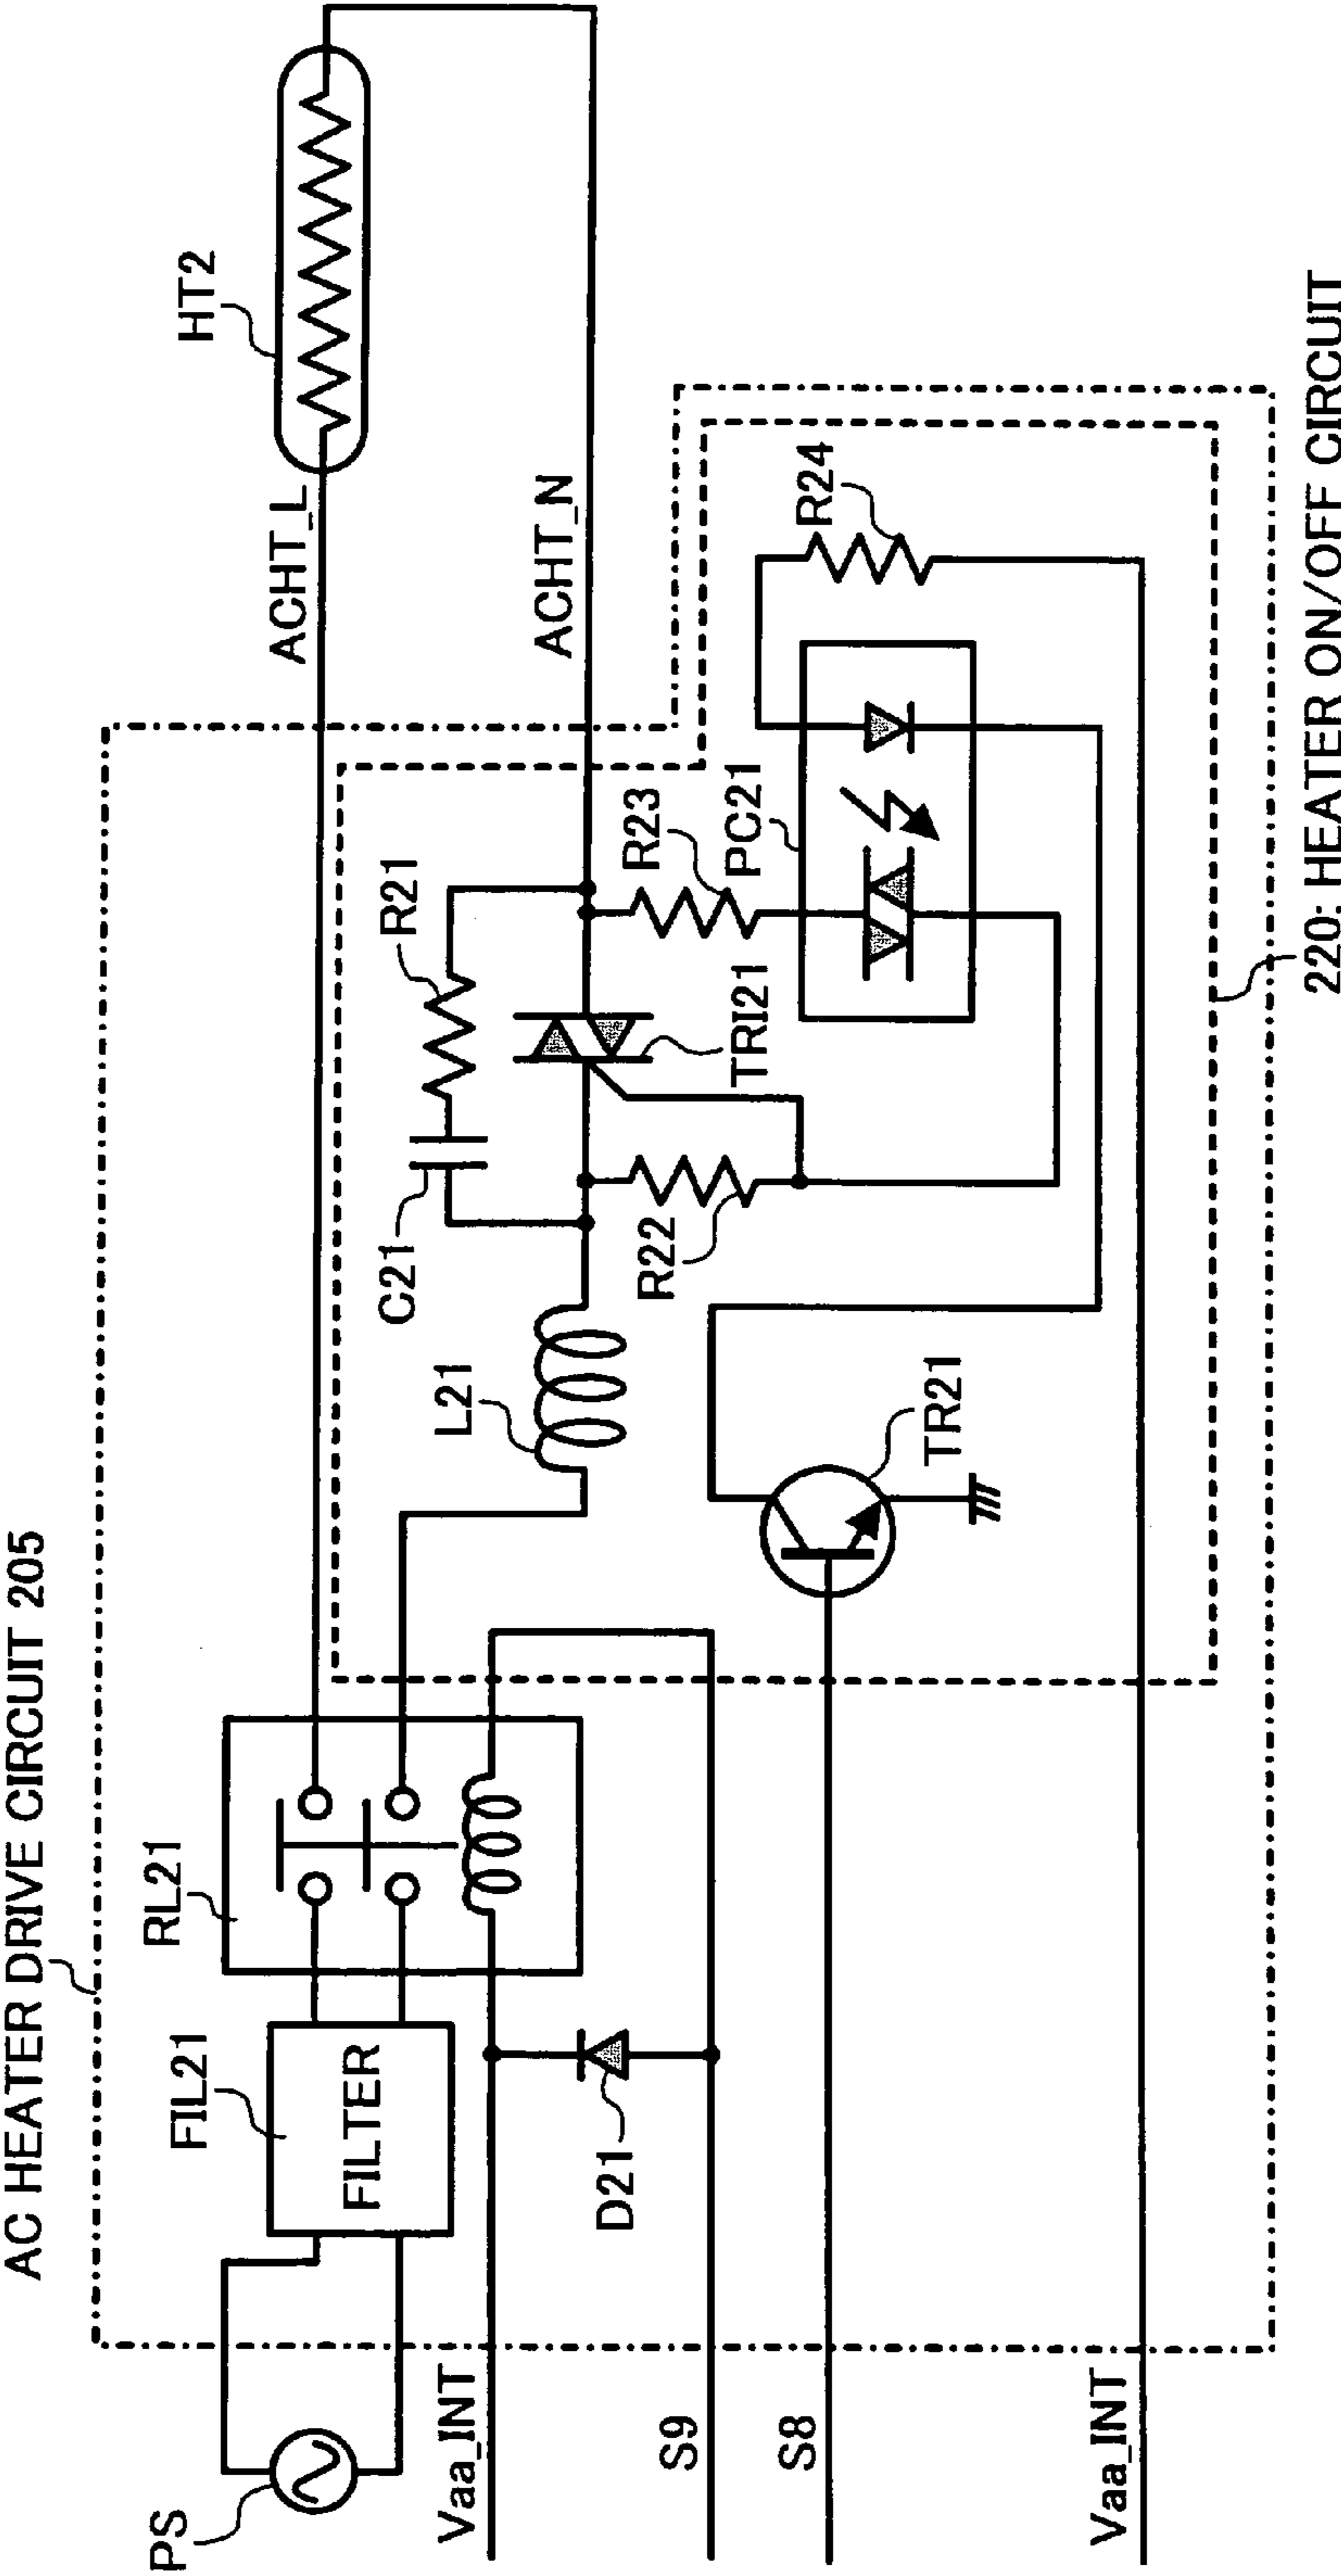 AC HEATER DRIVE CIRCUIT 205
PS
FIL21
FILTER
RL21
HT2
ACHT_L
ACHT_N
C21
R21
L21
TRI21
R22
R23
PC21
R24
D21
TR21
Vaa_INT
S9
S8
Vaa_INT
220: HEATER ON/OFF CIRCUIT